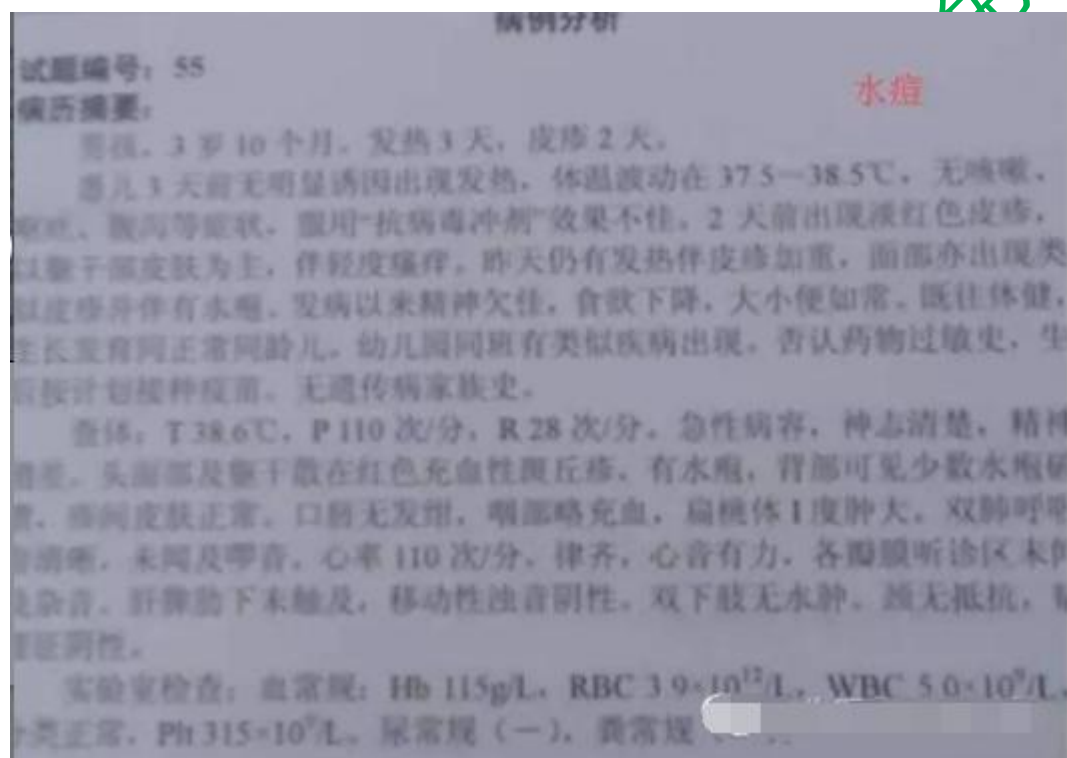 病例分析
试题编号：55
水痘
病历摘要：
男孩，3岁10个月。发热3天，皮疹2天。
患儿3天前无明显诱因出现发热，体温波动在37.5－38.5℃，无咳嗽、
呕吐、腹泻等症状，服用“抗病毒冲剂”效果不佳。2天前出现淡红色皮疹，
以躯干部皮肤为主，伴轻度瘙痒。昨天仍有发热伴皮疹加重，面部亦出现类
似皮疹并伴有水疱。发病以来精神欠佳，食欲下降，大小便如常。既往体健，
生长发育同正常同龄儿。幼儿园同班有类似疾病出现。否认药物过敏史，生
后按计划接种疫苗。无遗传病家族史。
查体：T 38.6℃，P 110次/分，R 28次/分。急性病容，神志清楚，精神
稍差。头面部及躯干散在红色充血性斑丘疹，有水疱，背部可见少数水疱破
溃，疹间皮肤正常。口唇无发绀，咽部略充血，扁桃体Ⅰ度肿大。双肺呼吸
音清晰，未闻及啰音。心率110次/分，律齐，心音有力，各瓣膜听诊区未闻
及杂音。肝脾肋下未触及，移动性浊音阴性。双下肢无水肿。颈无抵抗，
征阴性。
实验室检查：血常规：Hb 115g/L，RBC 3.9×10¹²/L，WBC 5.0×10⁹/L，
分类正常，Plt 315×10⁹/L。尿常规（－），粪常规